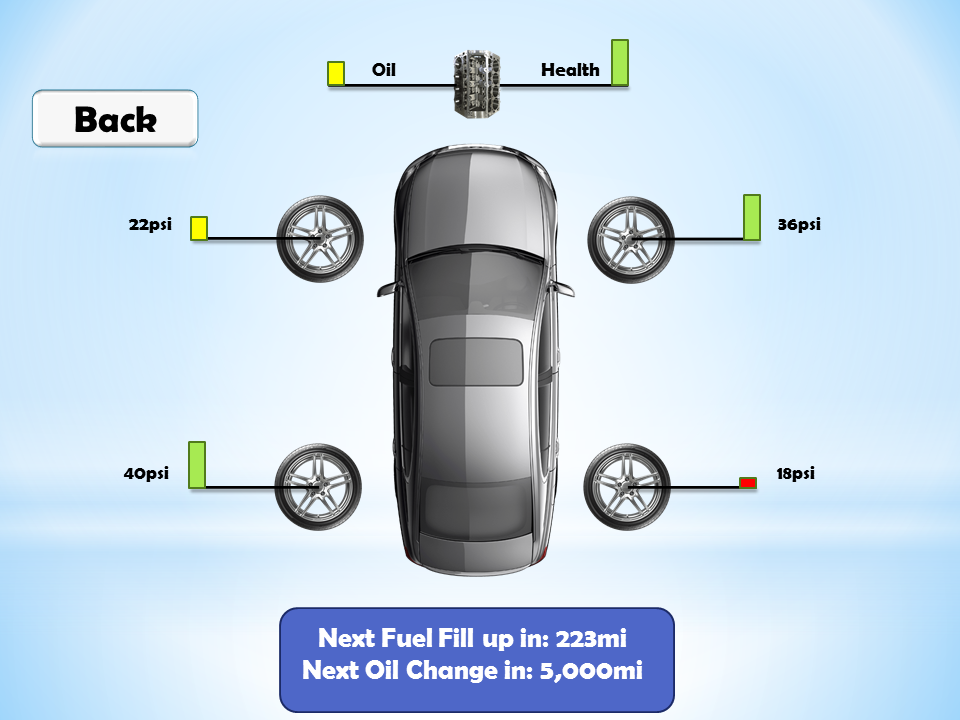 Oil
Health
Back
22psi
36psi
40psi
18psi
Next Fuel Fill up in: 223mi
Next Oil Change in: 5,000mi